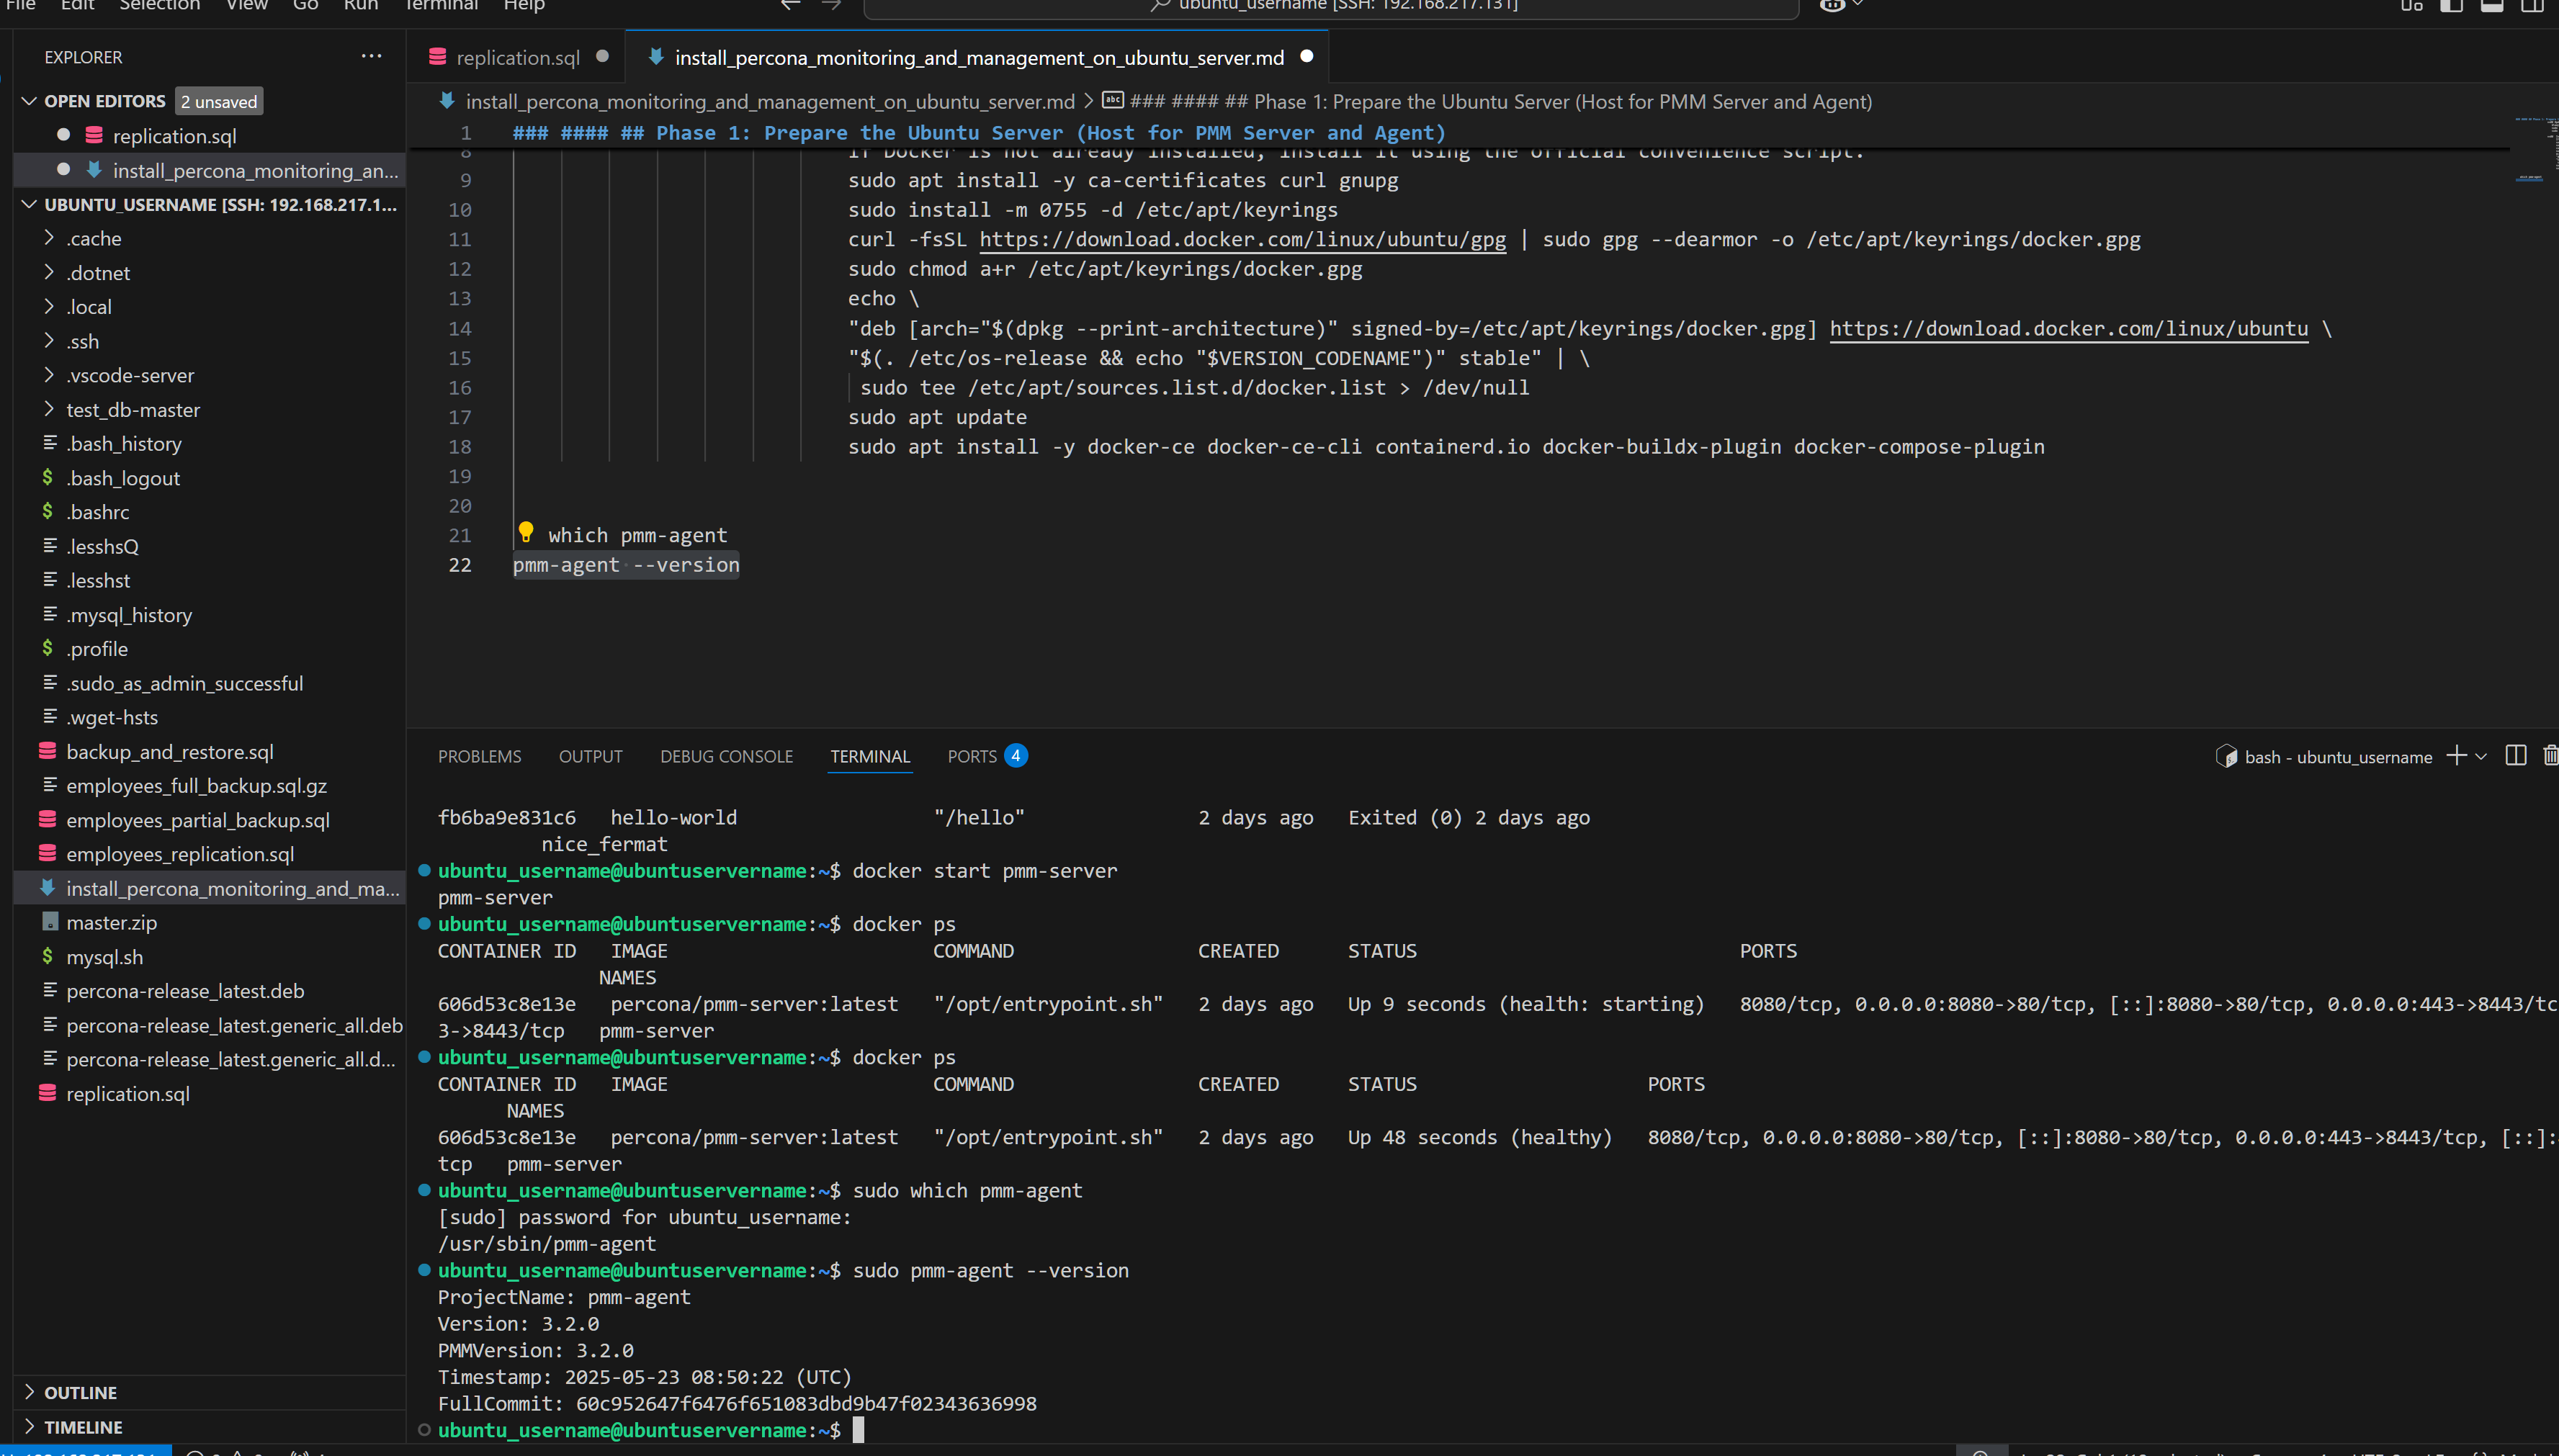 File Edit Selection View Go Run Terminal Help
ubuntu_username [SSH: 192.168.217.131]
EXPLORER
OPEN EDITORS 2 unsaved
replication.sql
install_percona_monitoring_an...
UBUNTU_USERNAME [SSH: 192.168.217.1...
.cache
.dotnet
.local
.ssh
.vscode-server
test_db-master
.bash_history
.bash_logout
.bashrc
.lesshsQ
.lesshst
.mysql_history
.profile
.sudo_as_admin_successful
.wget-hsts
backup_and_restore.sql
employees_full_backup.sql.gz
employees_partial_backup.sql
employees_replication.sql
install_percona_monitoring_and_ma...
master.zip
mysql.sh
percona-release_latest.deb
percona-release_latest.generic_all.deb
percona-release_latest.generic_all.d...
replication.sql
OUTLINE
TIMELINE
replication.sql
install_percona_monitoring_and_management_on_ubuntu_server.md
install_percona_monitoring_and_management_on_ubuntu_server.md > ### #### ## Phase 1: Prepare the Ubuntu Server (Host for PMM Server and Agent)
1 ### #### ## Phase 1: Prepare the Ubuntu Server (Host for PMM Server and Agent)
8 If Docker is not already installed, install it using the official convenience script.
9 sudo apt install -y ca-certificates curl gnupg
10 sudo install -m 0755 -d /etc/apt/keyrings
11 curl -fsSL https://download.docker.com/linux/ubuntu/gpg | sudo gpg --dearmor -o /etc/apt/keyrings/docker.gpg
12 sudo chmod a+r /etc/apt/keyrings/docker.gpg
13 echo \
14 "deb [arch="$(dpkg --print-architecture)" signed-by=/etc/apt/keyrings/docker.gpg] https://download.docker.com/linux/ubuntu \
15 "$(. /etc/os-release && echo "$VERSION_CODENAME")" stable" | \
16 sudo tee /etc/apt/sources.list.d/docker.list > /dev/null
17 sudo apt update
18 sudo apt install -y docker-ce docker-ce-cli containerd.io docker-buildx-plugin docker-compose-plugin
19
20
21 which pmm-agent
22 pmm-agent --version
PROBLEMS OUTPUT DEBUG CONSOLE TERMINAL PORTS 4
bash - ubuntu_username
fb6ba9e831c6 hello-world "/hello" 2 days ago Exited (0) 2 days ago
nice_fermat
ubuntu_username@ubuntuservername:~$ docker start pmm-server
pmm-server
ubuntu_username@ubuntuservername:~$ docker ps
CONTAINER ID IMAGE COMMAND CREATED STATUS PORTS
NAMES
606d53c8e13e percona/pmm-server:latest "/opt/entrypoint.sh" 2 days ago Up 9 seconds (health: starting) 8080/tcp, 0.0.0.0:8080->80/tcp, [::]:8080->80/tcp, 0.0.0.0:443->8443/tc
3->8443/tcp pmm-server
ubuntu_username@ubuntuservername:~$ docker ps
CONTAINER ID IMAGE COMMAND CREATED STATUS PORTS
NAMES
606d53c8e13e percona/pmm-server:latest "/opt/entrypoint.sh" 2 days ago Up 48 seconds (healthy) 8080/tcp, 0.0.0.0:8080->80/tcp, [::]:8080->80/tcp, 0.0.0.0:443->8443/tcp, [::]:
tcp pmm-server
ubuntu_username@ubuntuservername:~$ sudo which pmm-agent
[sudo] password for ubuntu_username:
/usr/sbin/pmm-agent
ubuntu_username@ubuntuservername:~$ sudo pmm-agent --version
ProjectName: pmm-agent
Version: 3.2.0
PMMVersion: 3.2.0
Timestamp: 2025-05-23 08:50:22 (UTC)
FullCommit: 60c952647f6476f651083dbd9b47f02343636998
ubuntu_username@ubuntuservername:~$